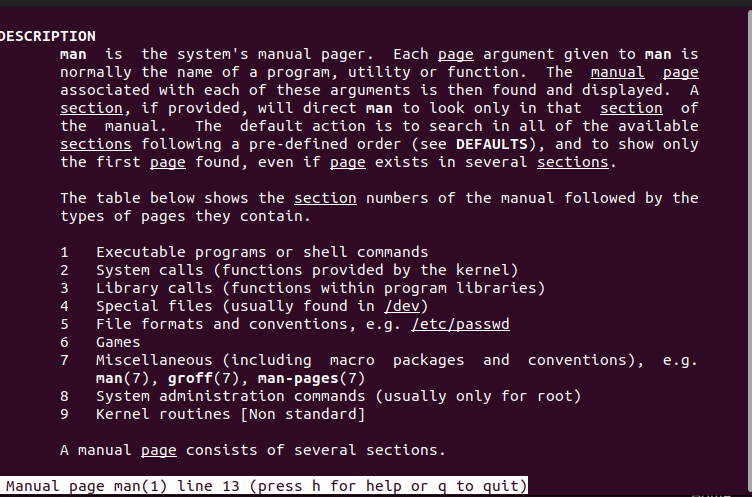 DESCRIPTION
man is the system's manual pager. Each page argument given to man is
normally the name of a program, utility or function. The manual page
associated with each of these arguments is then found and displayed. A
section, if provided, will direct man to look only in that section of
the manual. The default action is to search in all of the available
sections following a pre-defined order (see DEFAULTS), and to show only
the first page found, even if page exists in several sections.
The table below shows the section numbers of the manual followed by the
types of pages they contain.
1 Executable programs or shell commands
2 System calls (functions provided by the kernel)
3 Library calls (functions within program libraries)
4 Special files (usually found in /dev)
5 File formats and conventions, e.g. /etc/passwd
6 Games
7 Miscellaneous (including macro packages and conventions), e.g.
man(7), groff(7), man-pages(7)
8 System administration commands (usually only for root)
9 Kernel routines [Non standard]
A manual page consists of several sections.
Manual page man(1) line 13 (press h for help or q to quit)